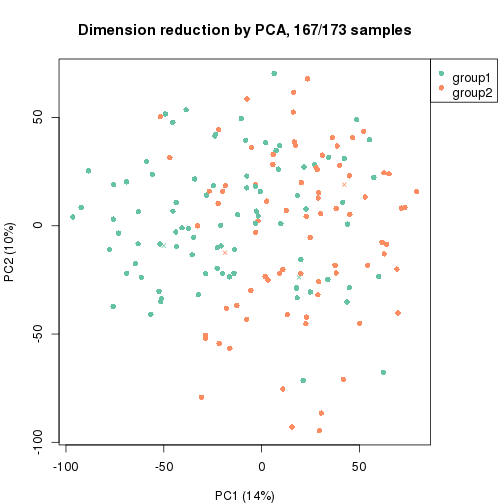 Dimension reduction by PCA, 167/173 samples
group1
group2
50
0
-50
-100
PC2 (10%)
-100
-50
0
50
PC1 (14%)